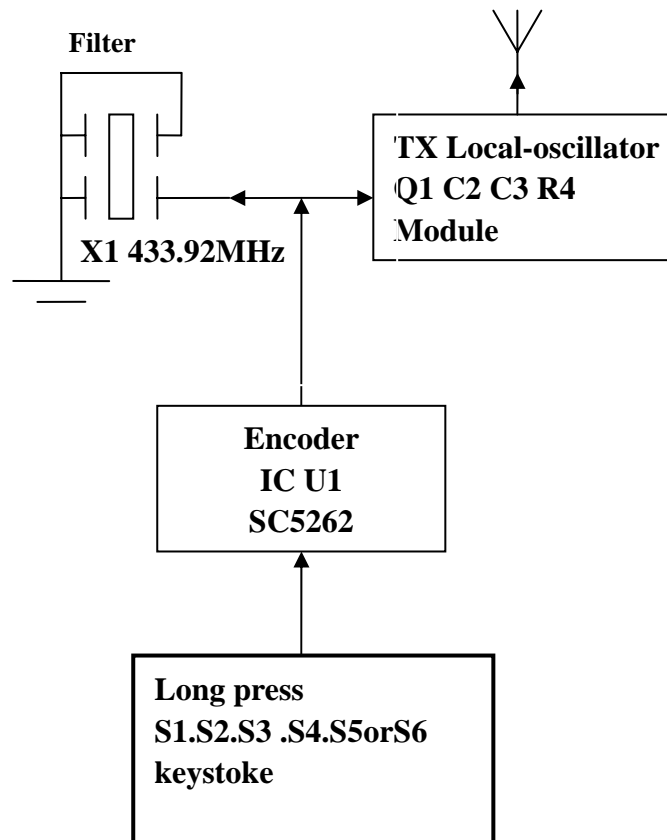 Filter
TX Local-oscillator
Q1 C2 C3 R4
Module
X1 433.92MHz
Encoder
IC U1
SC5262
Long press
S1.S2.S3 .S4.S5orS6
keystoke